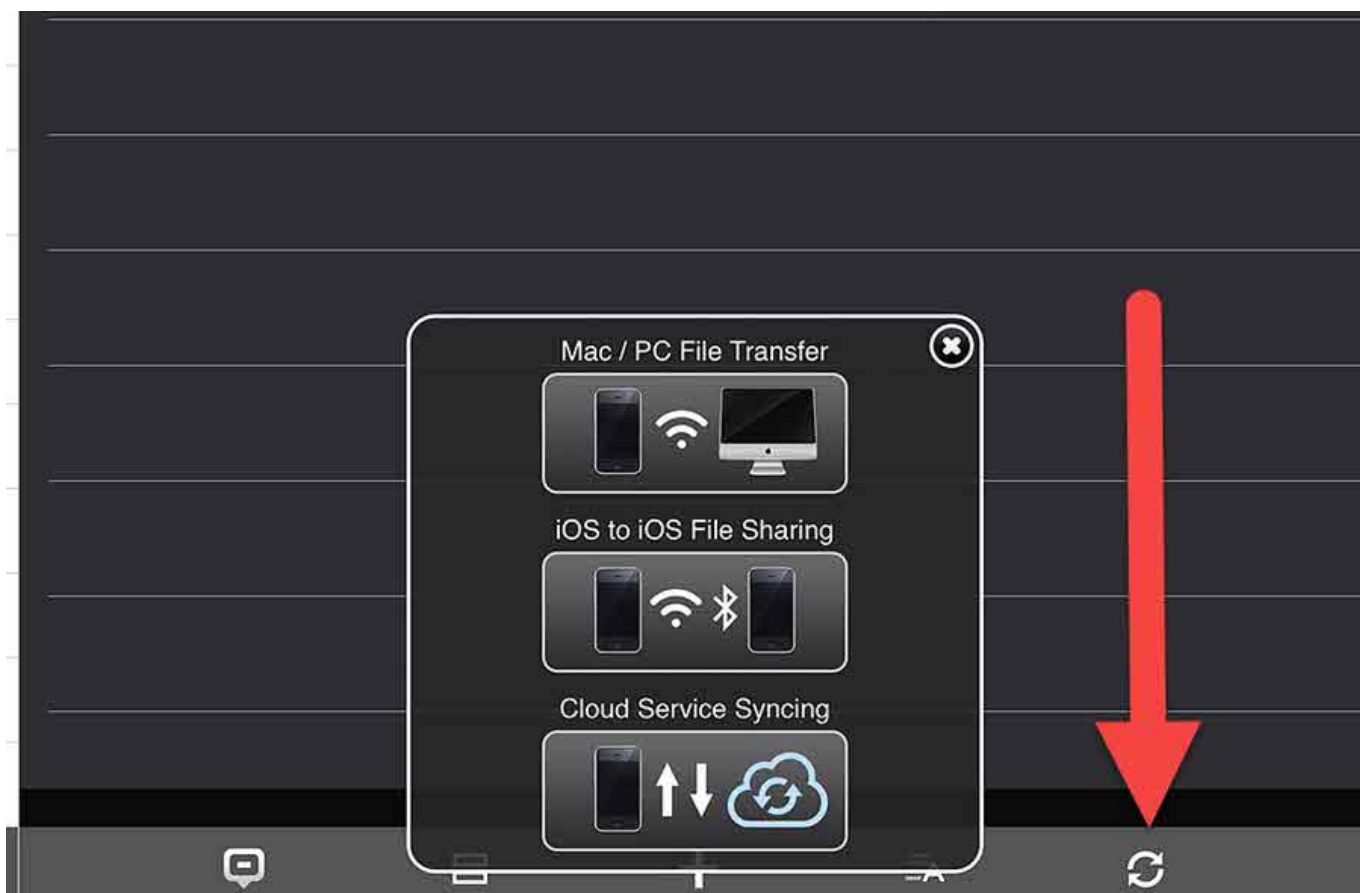 Mac / PC File Transfer
iOS to iOS File Sharing
Cloud Service Syncing